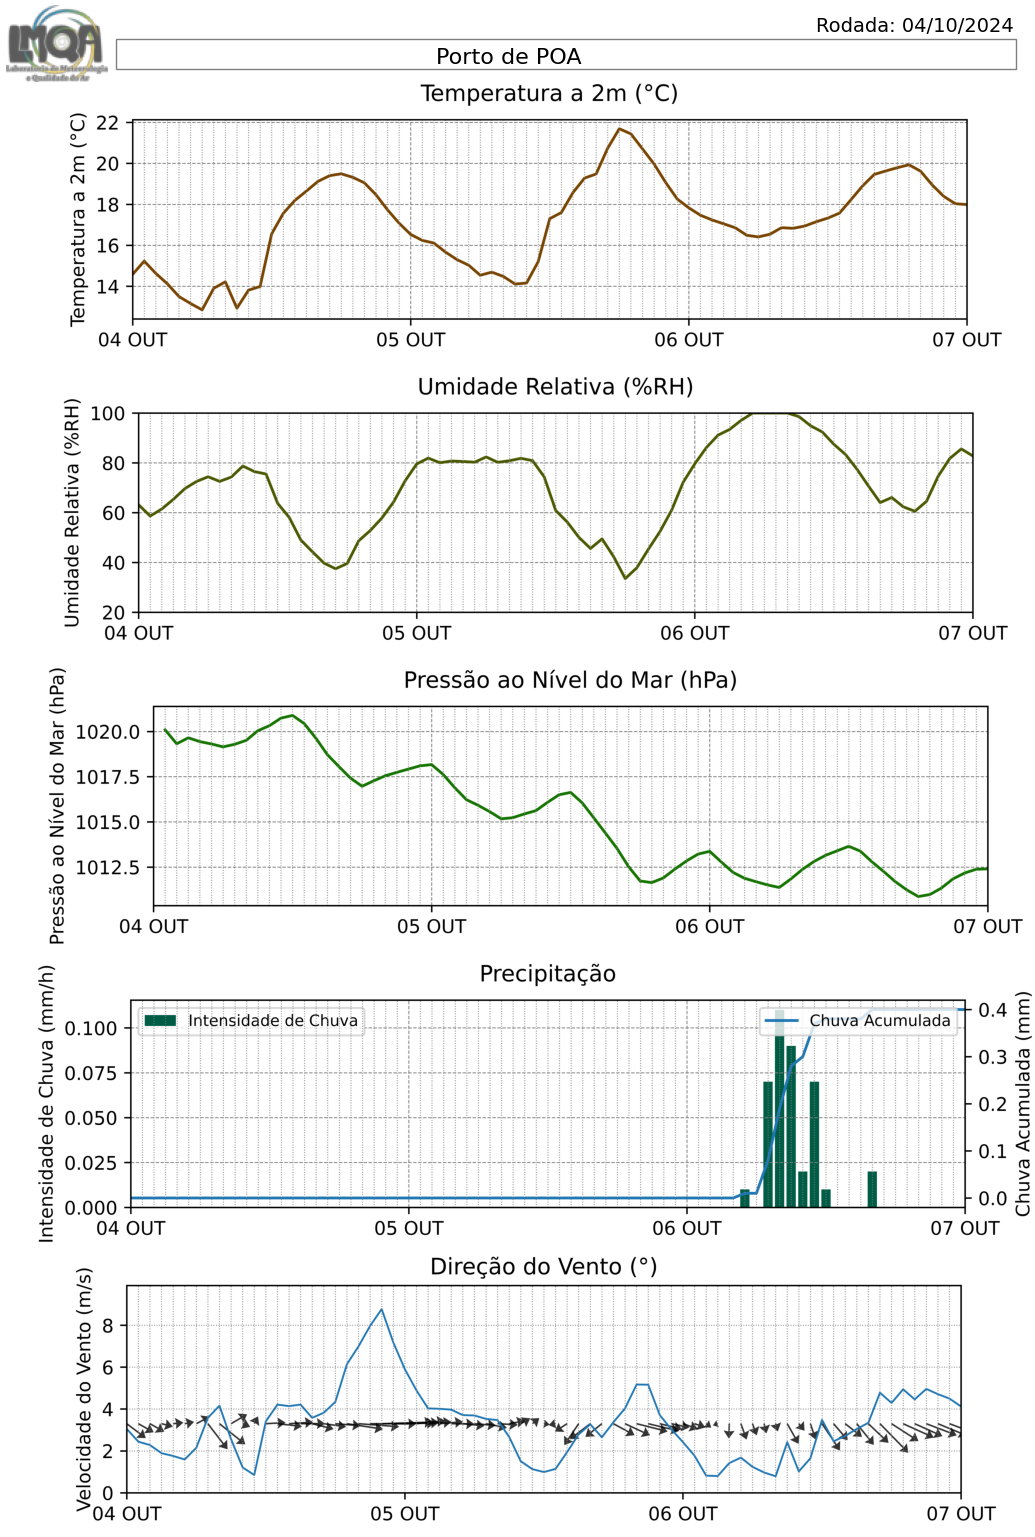 LMQA
Laboratório de Meteorologia
e Qualidade do Ar
Rodada: 04/10/2024
Porto de POA
Temperatura a 2m (°C)
Temperatura a 2m (°C)
22
20
18
16
14
04 OUT 05 OUT 06 OUT 07 OUT
Umidade Relativa (%RH)
Umidade Relativa (%RH)
100
80
60
40
20
04 OUT 05 OUT 06 OUT 07 OUT
Pressão ao Nível do Mar (hPa)
Pressão ao Nível do Mar (hPa)
1020.0
1017.5
1015.0
1012.5
04 OUT 05 OUT 06 OUT 07 OUT
Precipitação
Intensidade de Chuva (mm/h)
Intensidade de Chuva
Chuva Acumulada
0.100
0.075
0.050
0.025
0.000
0.4
0.3
0.2
0.1
0.0
Chuva Acumulada (mm)
04 OUT 05 OUT 06 OUT 07 OUT
Direção do Vento (°)
Velocidade do Vento (m/s)
8
6
4
2
0
04 OUT 05 OUT 06 OUT 07 OUT